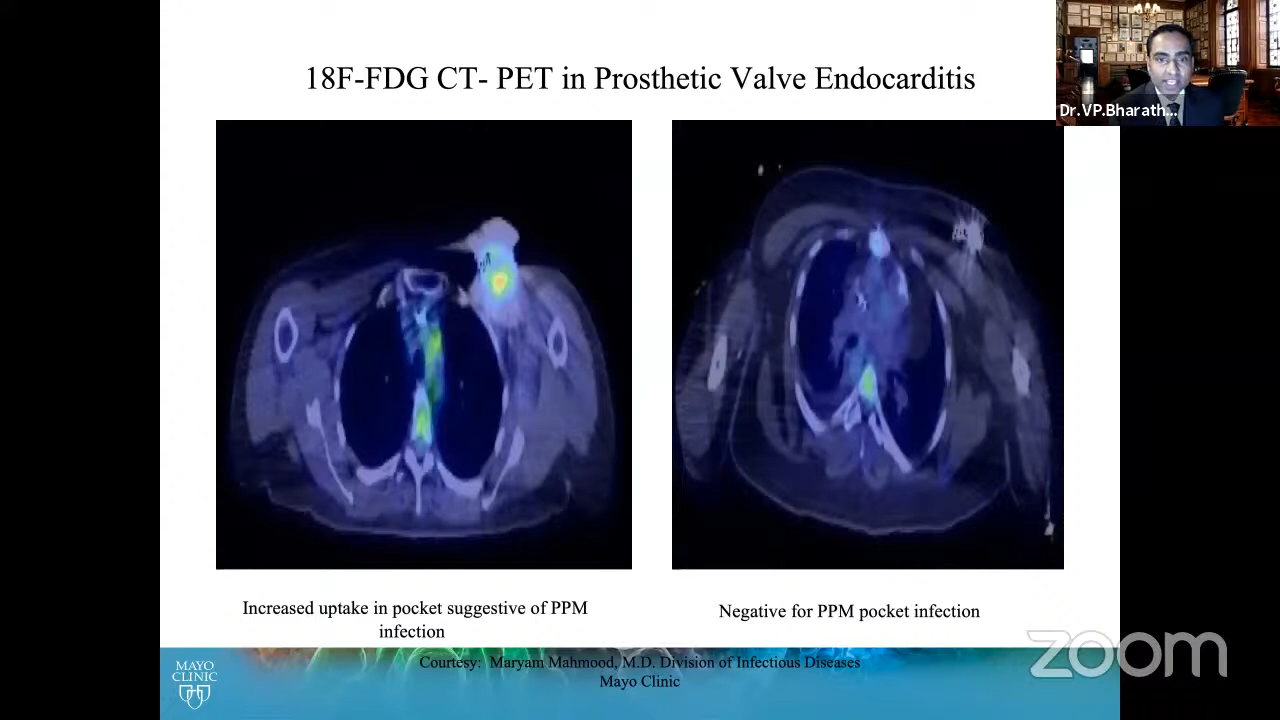 18F-FDG CT- PET in Prosthetic Valve Endocarditis
Dr.VP.Bharath...
Increased uptake in pocket suggestive of PPM
infection
Negative for PPM pocket infection
Courtesy: Maryam Mahmood, M.D. Division of Infectious Diseases
Mayo Clinic
MAYO
CLINIC
zoom